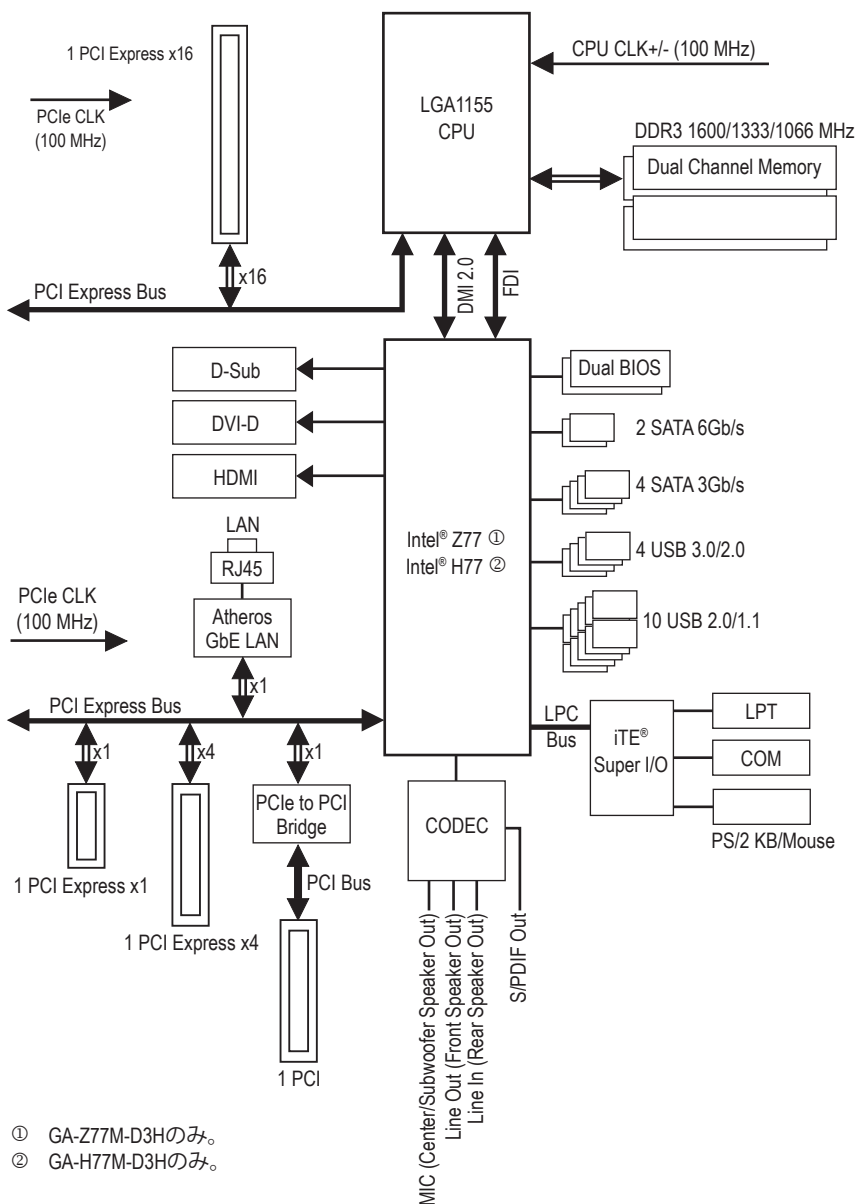 1 PCI Express x16
CPU CLK+/- (100 MHz)
PCIe CLK
(100 MHz)
LGA1155
CPU
DDR3 1600/1333/1066 MHz
Dual Channel Memory
x16
PCI Express Bus
DMI 2.0
FDI
D-Sub
Dual BIOS
DVI-D
2 SATA 6Gb/s
HDMI
4 SATA 3Gb/s
LAN
RJ45
Intel® Z77 ①
Intel® H77 ②
4 USB 3.0/2.0
PCIe CLK
(100 MHz)
Atheros
GbE LAN
10 USB 2.0/1.1
x1
PCI Express Bus
LPC
Bus
iTE®
Super I/O
LPT
COM
PS/2 KB/Mouse
x1
x4
x1
PCIe to PCI
Bridge
CODEC
1 PCI Express x1
PCI Bus
1 PCI Express x4
1 PCI
MIC (Center/Subwoofer Speaker Out)
Line Out (Front Speaker Out)
Line In (Rear Speaker Out)
S/PDIF Out
① GA-Z77M-D3Hのみ。
② GA-H77M-D3Hのみ。